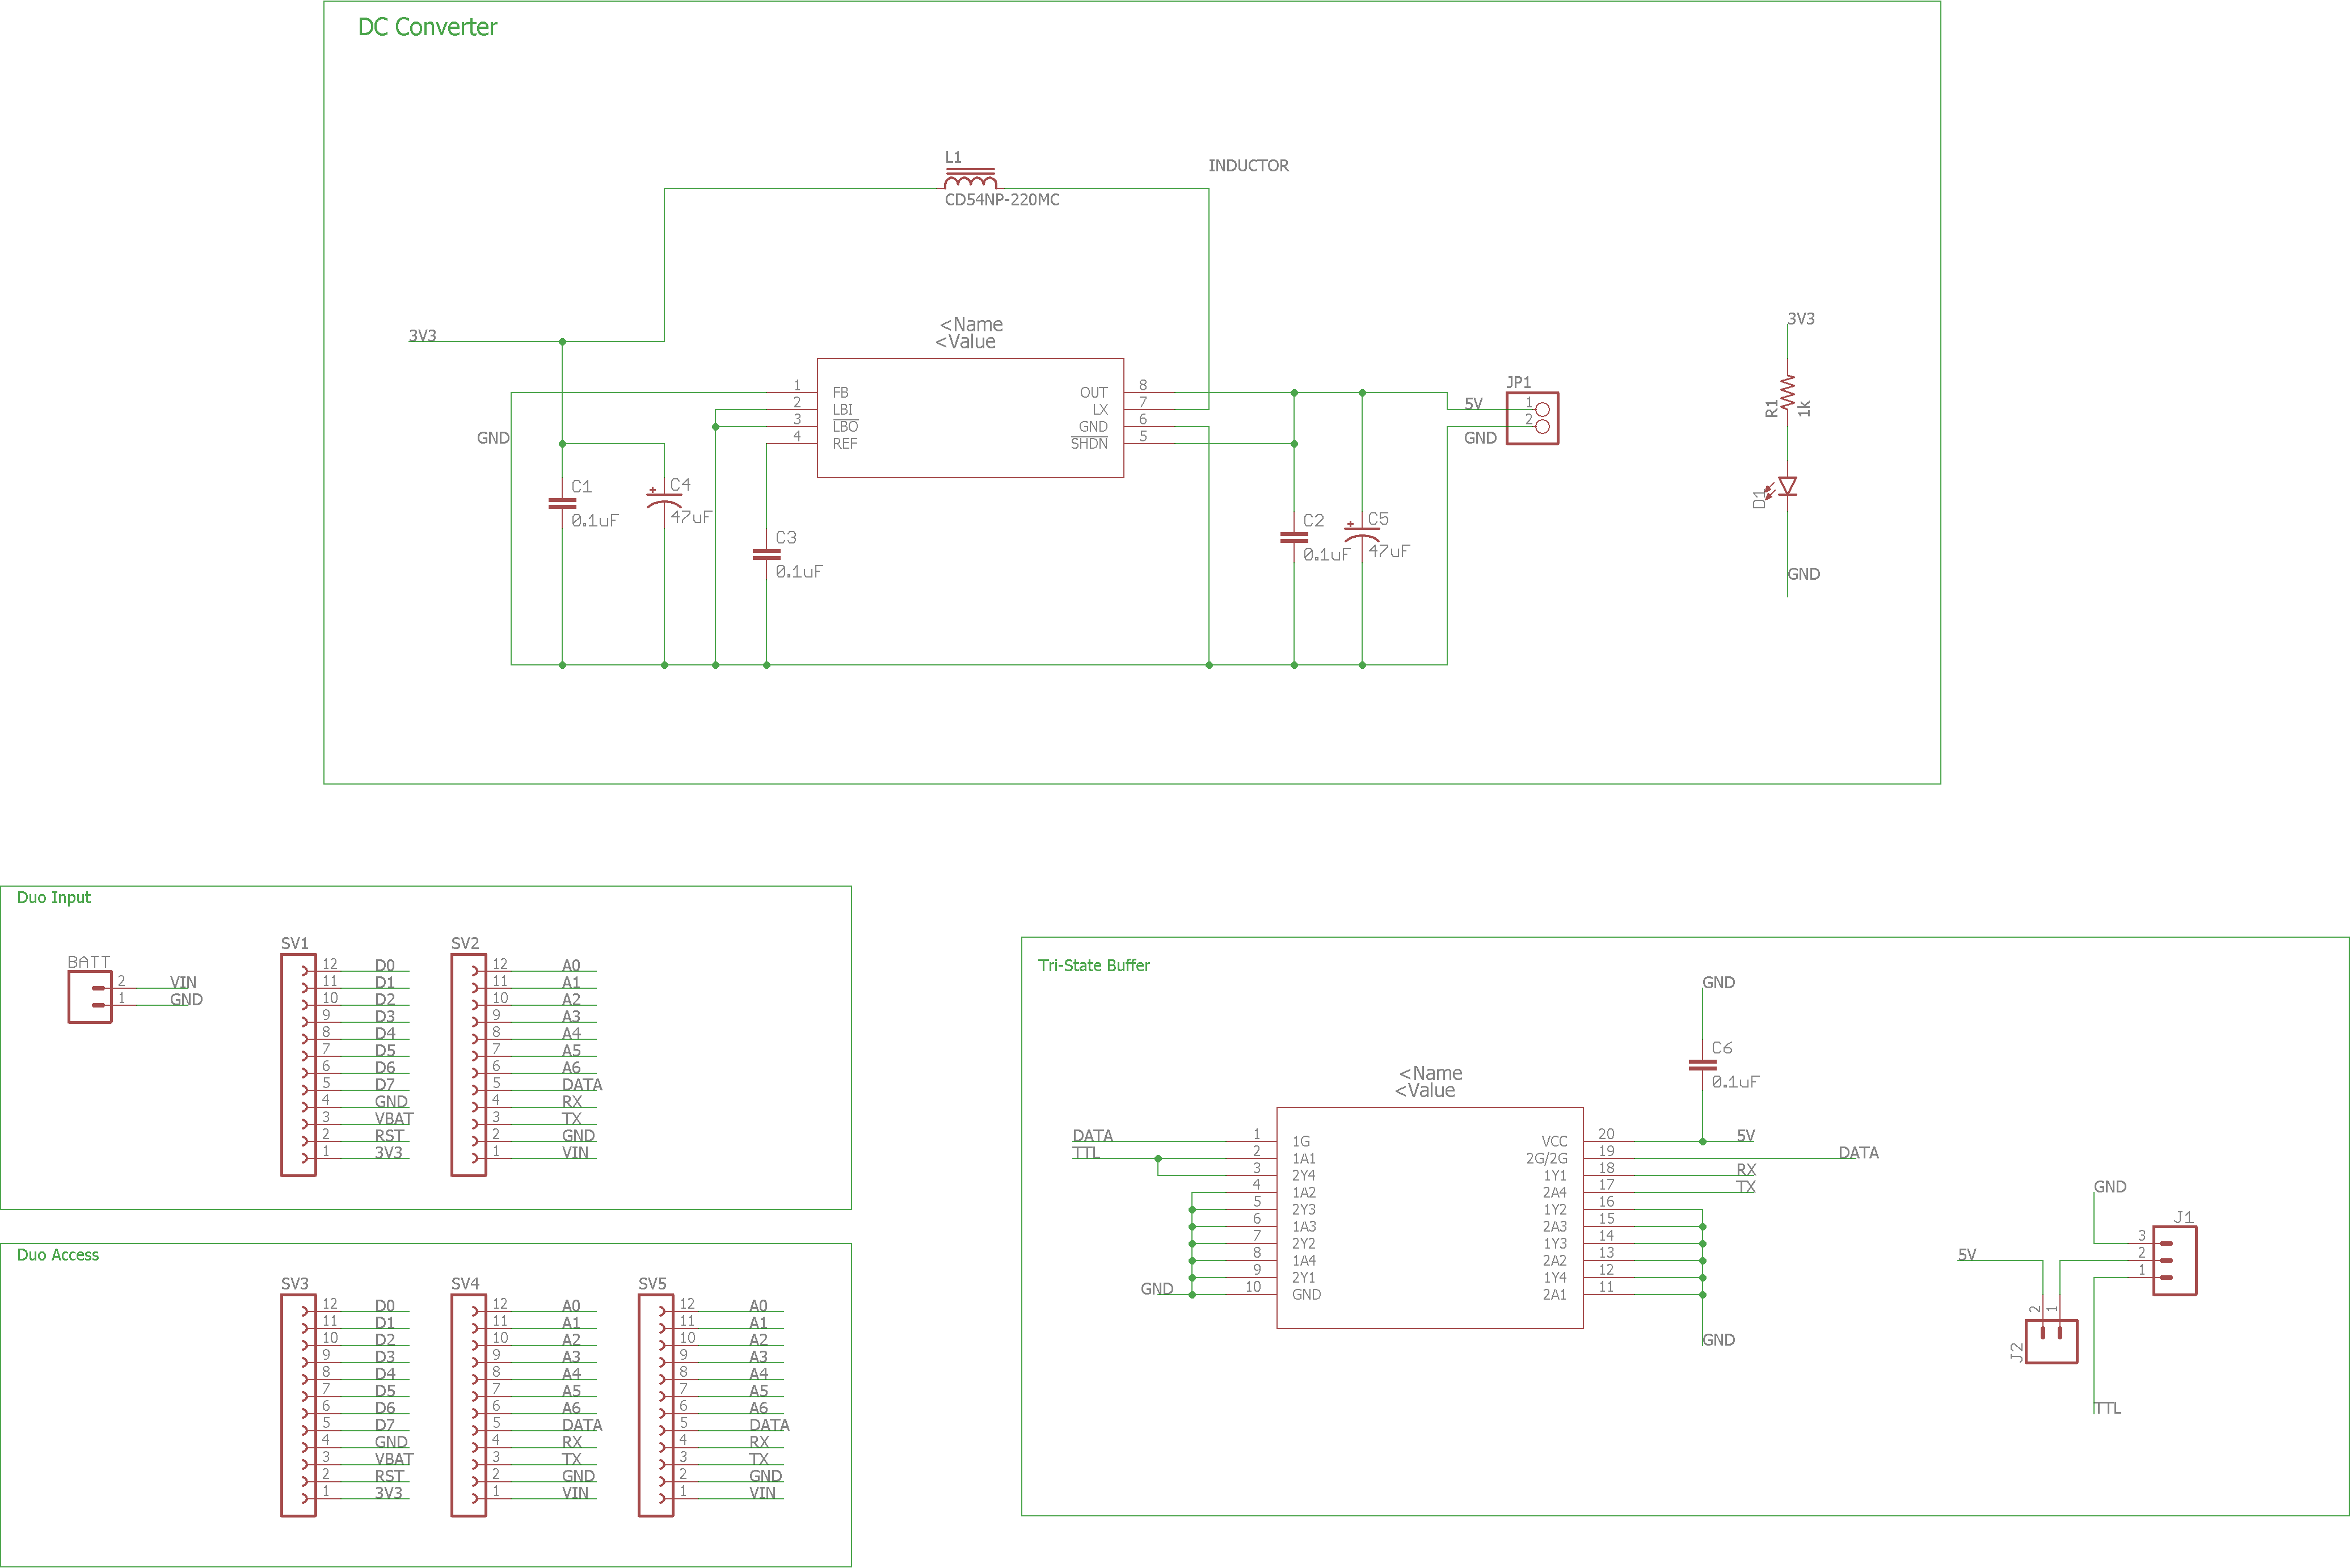 DC Converter
L1
CD54NP-220MC
INDUCTOR
3V3
GND
<Name
<Value
1 FB
2 LBI
3 LBO
4 REF
OUT 8
LX 7
GND 6
SHDN 5
C1
0.1uF
C4
47uF
C3
0.1uF
C2
0.1uF
C5
47uF
JP1
5V 1
GND 2
3V3
R1
1k
D1
GND
Duo Input
BATT
2 VIN
1 GND
SV1
12 D0
11 D1
10 D2
9 D3
8 D4
7 D5
6 D6
5 D7
4 GND
3 VBAT
2 RST
1 3V3
SV2
12 A0
11 A1
10 A2
9 A3
8 A4
7 A5
6 A6
5 DATA
4 RX
3 TX
2 GND
1 VIN
Duo Access
SV3
12 D0
11 D1
10 D2
9 D3
8 D4
7 D5
6 D6
5 D7
4 GND
3 VBAT
2 RST
1 3V3
SV4
12 A0
11 A1
10 A2
9 A3
8 A4
7 A5
6 A6
5 DATA
4 RX
3 TX
2 GND
1 VIN
SV5
12 A0
11 A1
10 A2
9 A3
8 A4
7 A5
6 A6
5 DATA
4 RX
3 TX
2 GND
1 VIN
Tri-State Buffer
GND
C6
0.1uF
<Name
<Value
DATA 1 1G
TTL 2 1A1
3 2Y4
4 1A2
5 2Y3
6 1A3
7 2Y2
8 1A4
9 2Y1
GND 10 GND
VCC 20 5V
2G/2G 19 DATA
1Y1 18 RX
2A4 17 TX
1Y2 16
2A3 15
1Y3 14
2A2 13
1Y4 12
2A1 11
GND
GND
J1
3
2
1
5V
2
1
J2
TTL